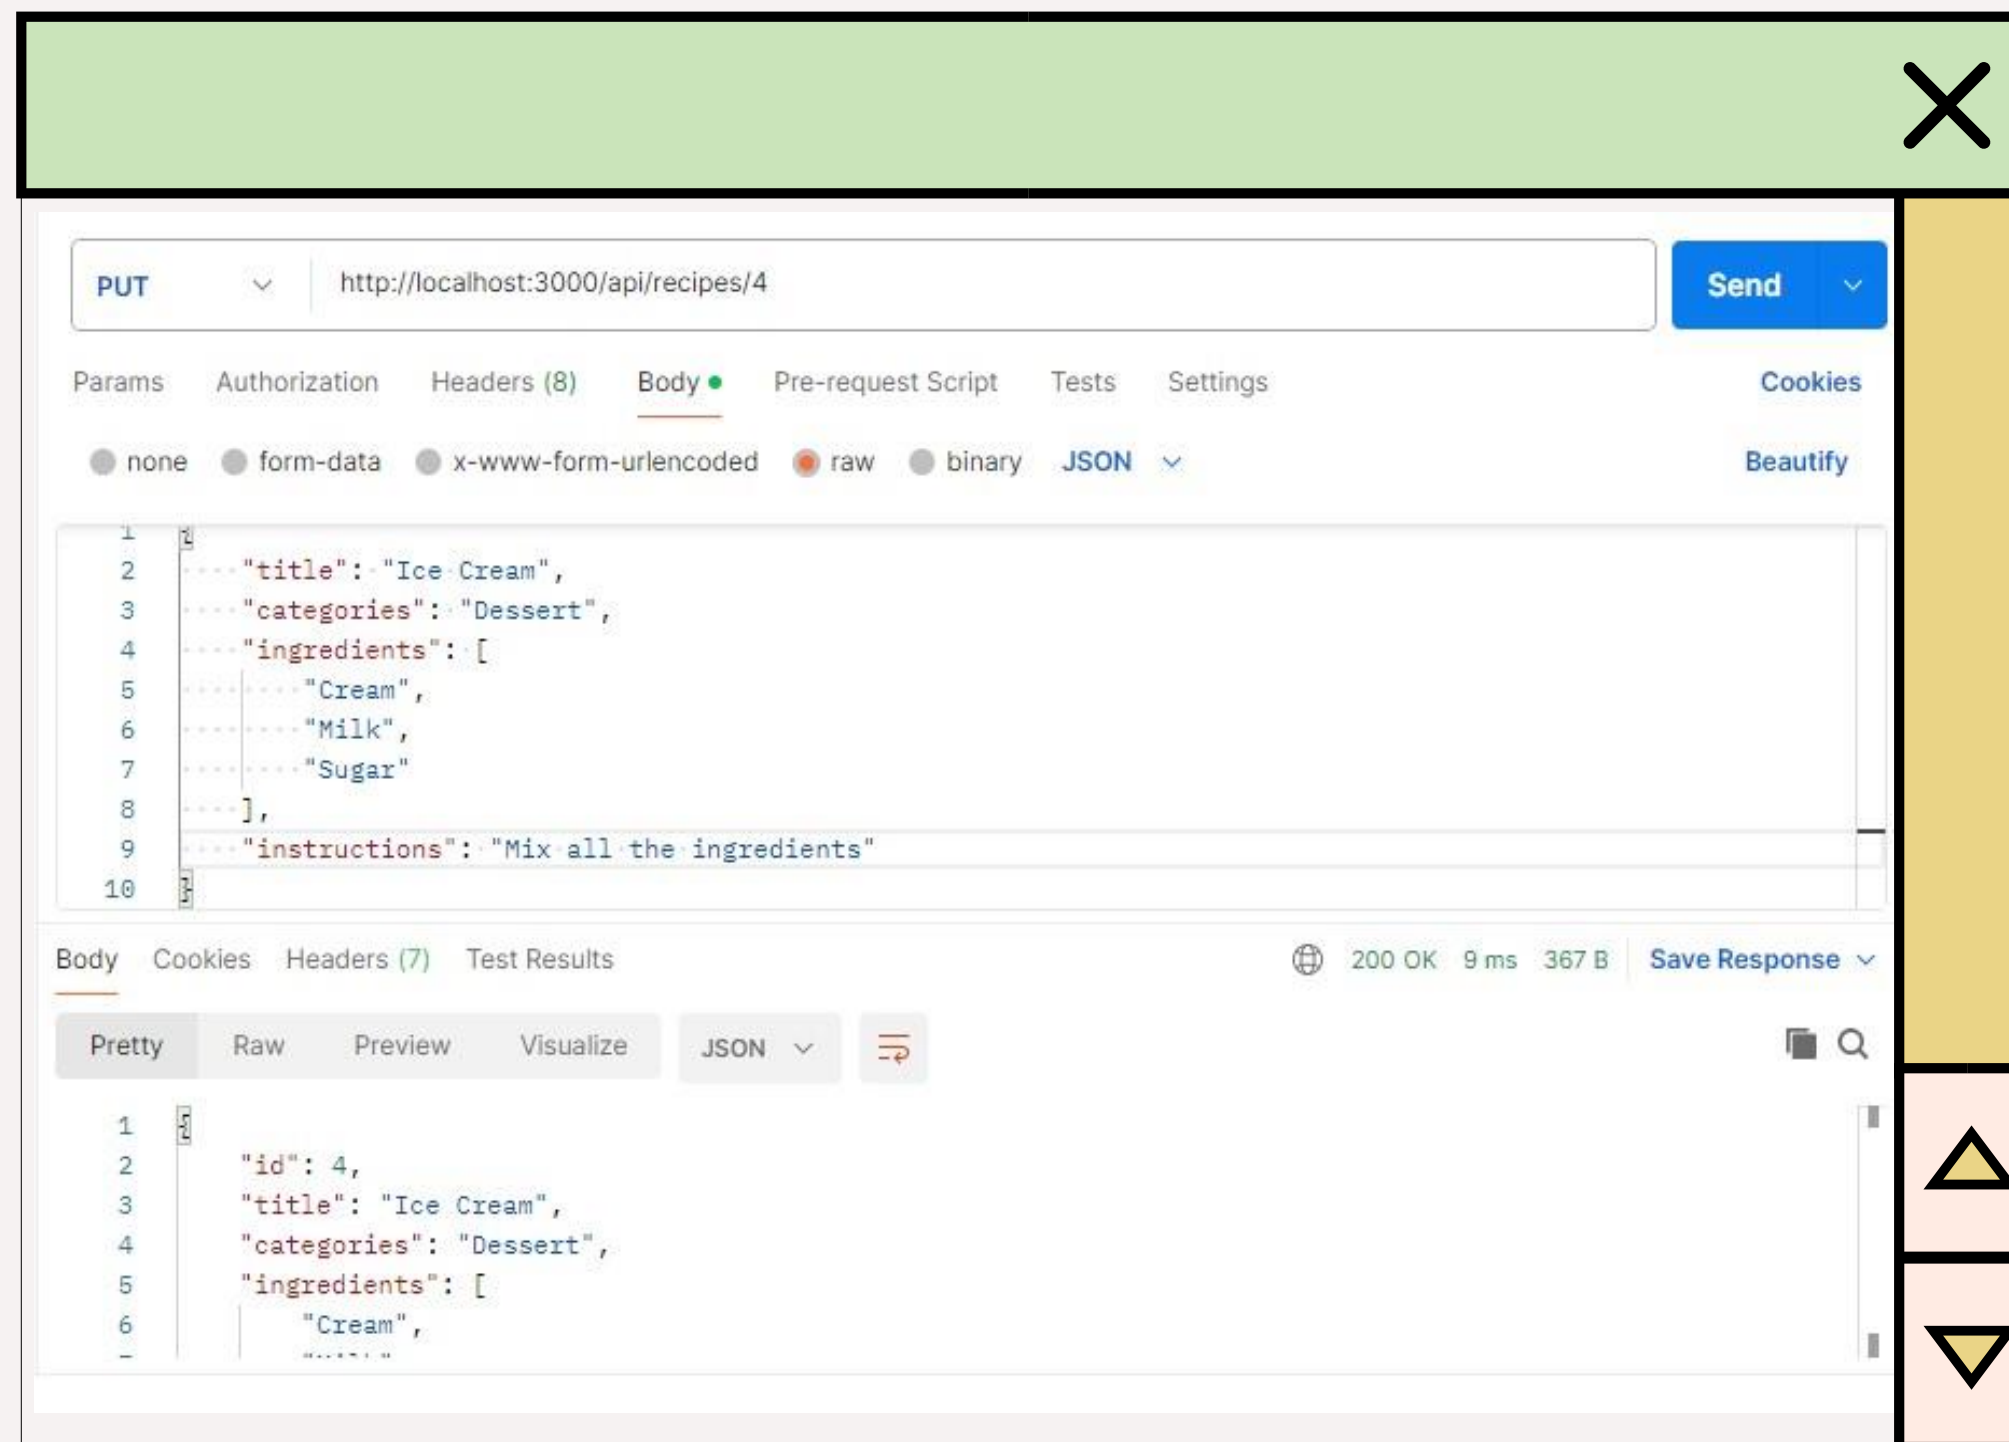 PUT http://localhost:3000/api/recipes/4 Send
Params Authorization Headers (8) Body Pre-request Script Tests Settings Cookies
none form-data x-www-form-urlencoded raw binary JSON Beautify
1 {
2 "title": "Ice Cream",
3 "categories": "Dessert",
4 "ingredients": [
5 "Cream",
6 "Milk",
7 "Sugar"
8 ],
9 "instructions": "Mix all the ingredients"
10 }
Body Cookies Headers (7) Test Results 200 OK 9 ms 367 B Save Response
Pretty Raw Preview Visualize JSON
1 {
2 "id": 4,
3 "title": "Ice Cream",
4 "categories": "Dessert",
5 "ingredients": [
6 "Cream",